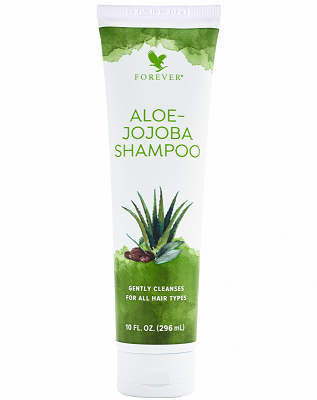 FOREVER®
ALOE-
JOJOBA
SHAMPOO
GENTLY CLEANSES
FOR ALL HAIR TYPES
10 FL. OZ. (296 mL)